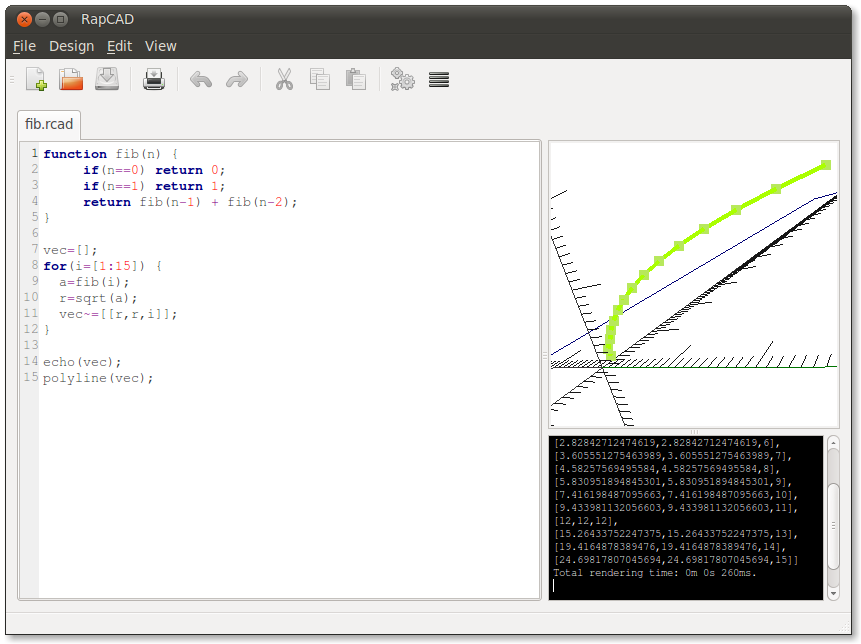 RapCAD
File Design Edit View
fib.rcad
1 function fib(n) {
2 if(n==0) return 0;
3 if(n==1) return 1;
4 return fib(n-1) + fib(n-2);
5 }
6
7 vec=[];
8 for(i=[1:15]) {
9 a=fib(i);
10 r=sqrt(a);
11 vec~=[[r,r,i]];
12 }
13
14 echo(vec);
15 polyline(vec);
[2.82842712474619,2.82842712474619,6],
[3.605551275463989,3.605551275463989,7],
[4.58257569495584,4.58257569495584,8],
[5.830951894845301,5.830951894845301,9],
[7.416198487095663,7.416198487095663,10],
[9.433981132056603,9.433981132056603,11],
[12,12,12],
[15.26433752247375,15.26433752247375,13],
[19.4164878389476,19.4164878389476,14],
[24.69817807045694,24.69817807045694,15]]
Total rendering time: 0m 0s 260ms.